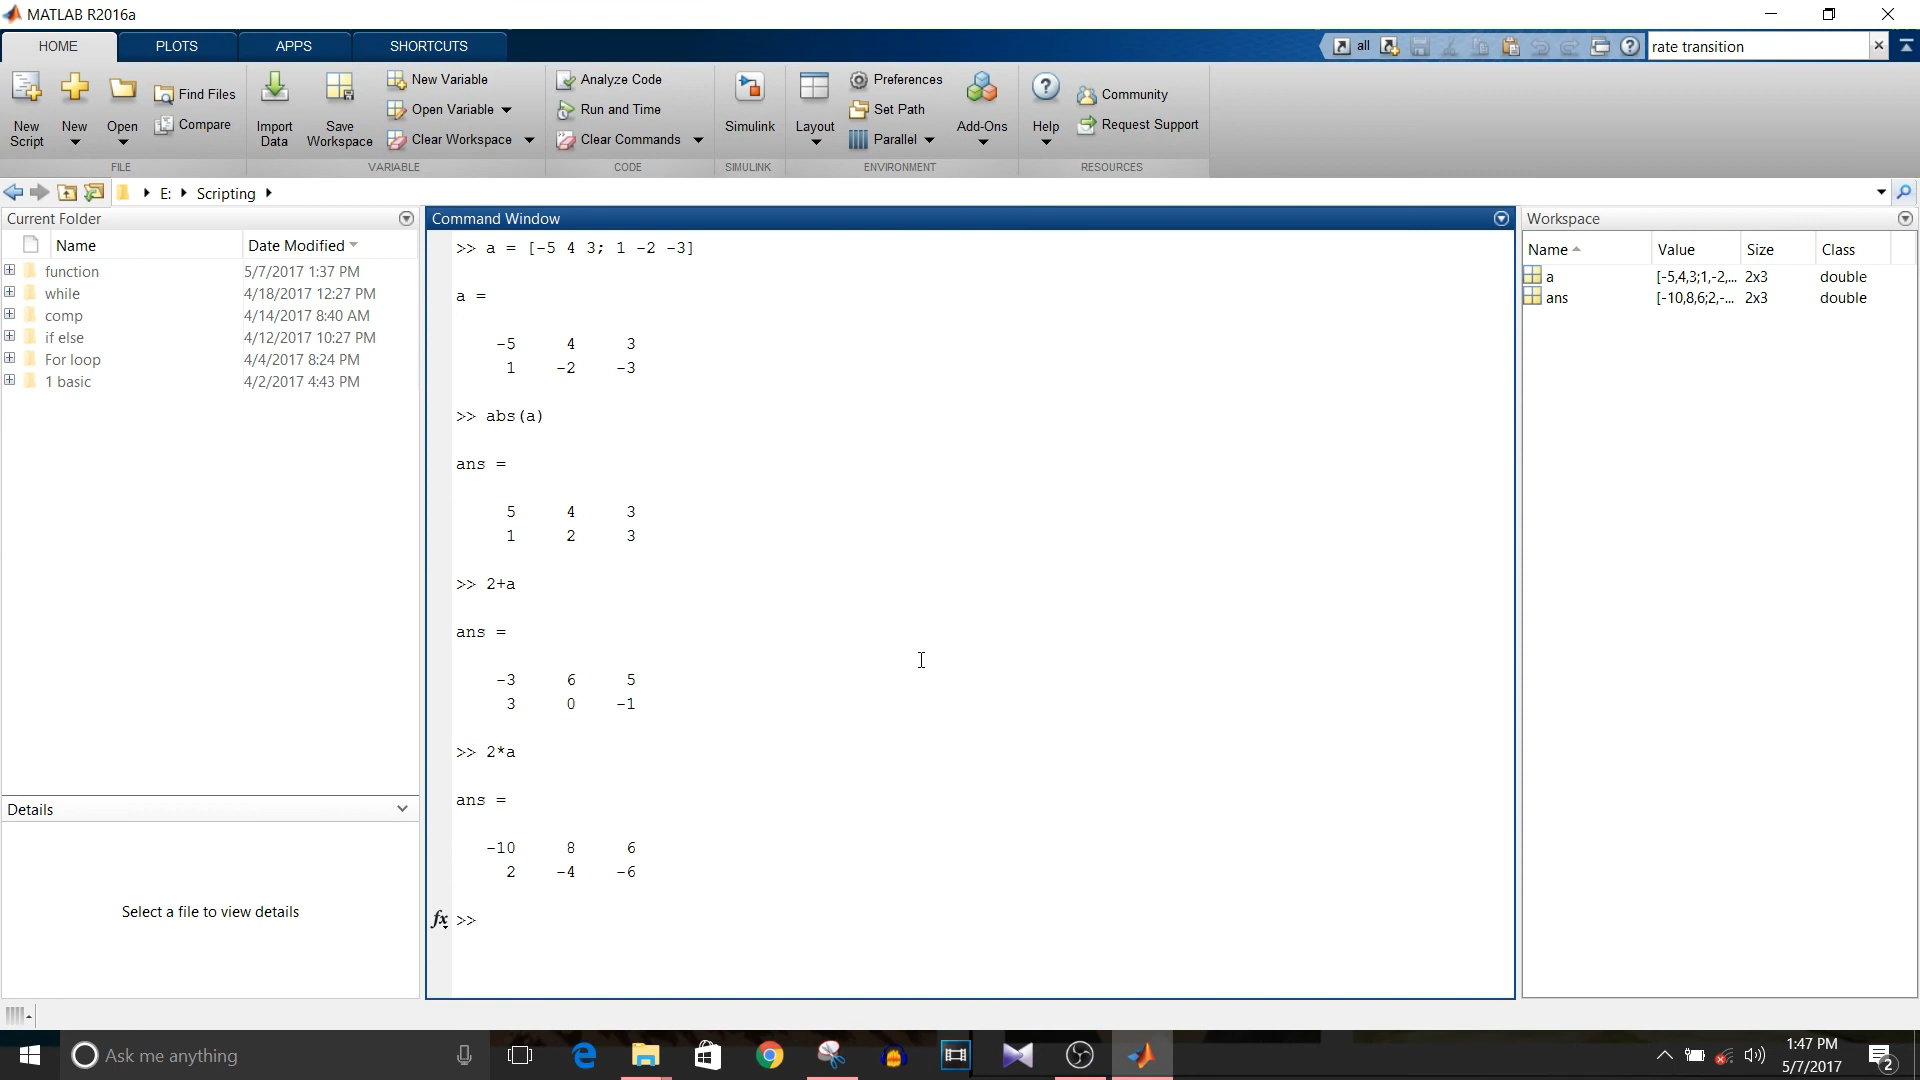 MATLAB R2016a
HOME PLOTS APPS SHORTCUTS all rate transition
New Script
New
Open
Find Files
Compare
FILE
Import Data
Save Workspace
New Variable
Open Variable
Clear Workspace
VARIABLE
Analyze Code
Run and Time
Clear Commands
CODE
Simulink
SIMULINK
Layout
Preferences
Set Path
Parallel
Add-Ons
ENVIRONMENT
Help
Community
Request Support
RESOURCES
E: Scripting
Current Folder
Name Date Modified
function 5/7/2017 1:37 PM
while 4/18/2017 12:27 PM
comp 4/14/2017 8:40 AM
if else 4/12/2017 10:27 PM
For loop 4/4/2017 8:24 PM
1 basic 4/2/2017 4:43 PM
Details
Select a file to view details
Command Window
>> a = [-5 4 3; 1 -2 -3]
a =
-5 4 3
1 -2 -3
>> abs(a)
ans =
5 4 3
1 2 3
>> 2+a
ans =
-3 6 5
3 0 -1
>> 2*a
ans =
-10 8 6
2 -4 -6
fx >>
Workspace
Name Value Size Class
a [-5,4,3;1,-2,... 2x3 double
ans [-10,8,6;2,-... 2x3 double
Ask me anything
1:47 PM
5/7/2017
2